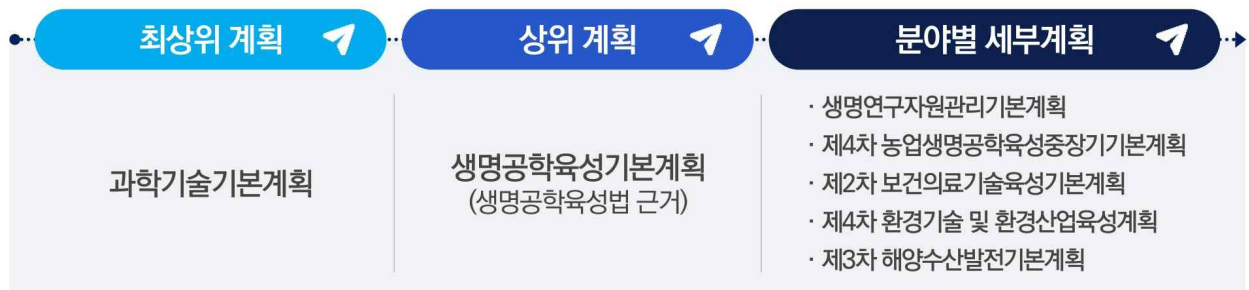 최상위 계획
상위 계획
분야별 세부계획
과학기술기본계획
생명공학육성기본계획
(생명공학육성법 근거)
· 생명연구자원관리기본계획
· 제4차 농업생명공학육성중장기기본계획
· 제2차 보건의료기술육성기본계획
· 제4차 환경기술 및 환경산업육성계획
· 제3차 해양수산발전기본계획